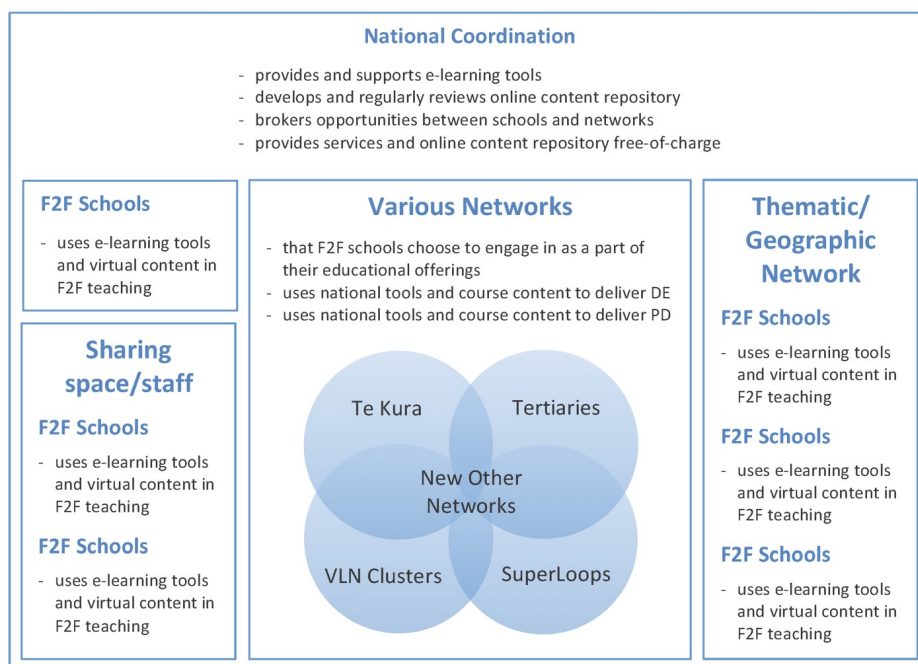 National Coordination
- provides and supports e-learning tools
- develops and regularly reviews online content repository
- brokers opportunities between schools and networks
- provides services and online content repository free-of-charge
F2F Schools
- uses e-learning tools
and virtual content in
F2F teaching
Sharing
space/staff
F2F Schools
- uses e-learning tools
and virtual content in
F2F teaching
F2F Schools
- uses e-learning tools
and virtual content in
F2F teaching
Various Networks
- that F2F schools choose to engage in as a part of
their educational offerings
- uses national tools and course content to deliver DE
- uses national tools and course content to deliver PD
Te Kura
Tertiaries
New Other
Networks
VLN Clusters
SuperLoops
Thematic/
Geographic
Network
F2F Schools
- uses e-learning tools
and virtual content in
F2F teaching
F2F Schools
- uses e-learning tools
and virtual content in
F2F teaching
F2F Schools
- uses e-learning tools
and virtual content in
F2F teaching